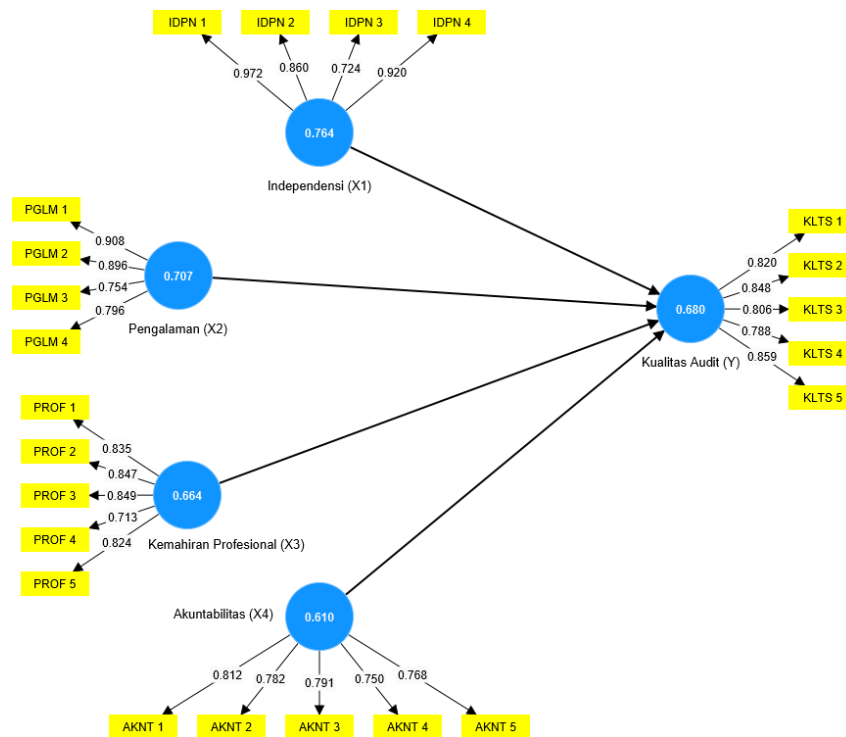 IDPN 1
IDPN 2
IDPN 3
IDPN 4
0.972
0.860
0.724
0.920
0.764
Independensi (X1)
PGLM 1
PGLM 2
PGLM 3
PGLM 4
0.908
0.896
0.754
0.796
0.707
Pengalaman (X2)
KLTS 1
KLTS 2
KLTS 3
KLTS 4
KLTS 5
0.820
0.848
0.806
0.788
0.859
0.680
Kualitas Audit (Y)
PROF 1
PROF 2
PROF 3
PROF 4
PROF 5
0.835
0.847
0.849
0.713
0.824
0.664
Kemahiran Profesional (X3)
Akuntabilitas (X4)
0.610
0.812
0.782
0.791
0.750
0.768
AKNT 1
AKNT 2
AKNT 3
AKNT 4
AKNT 5